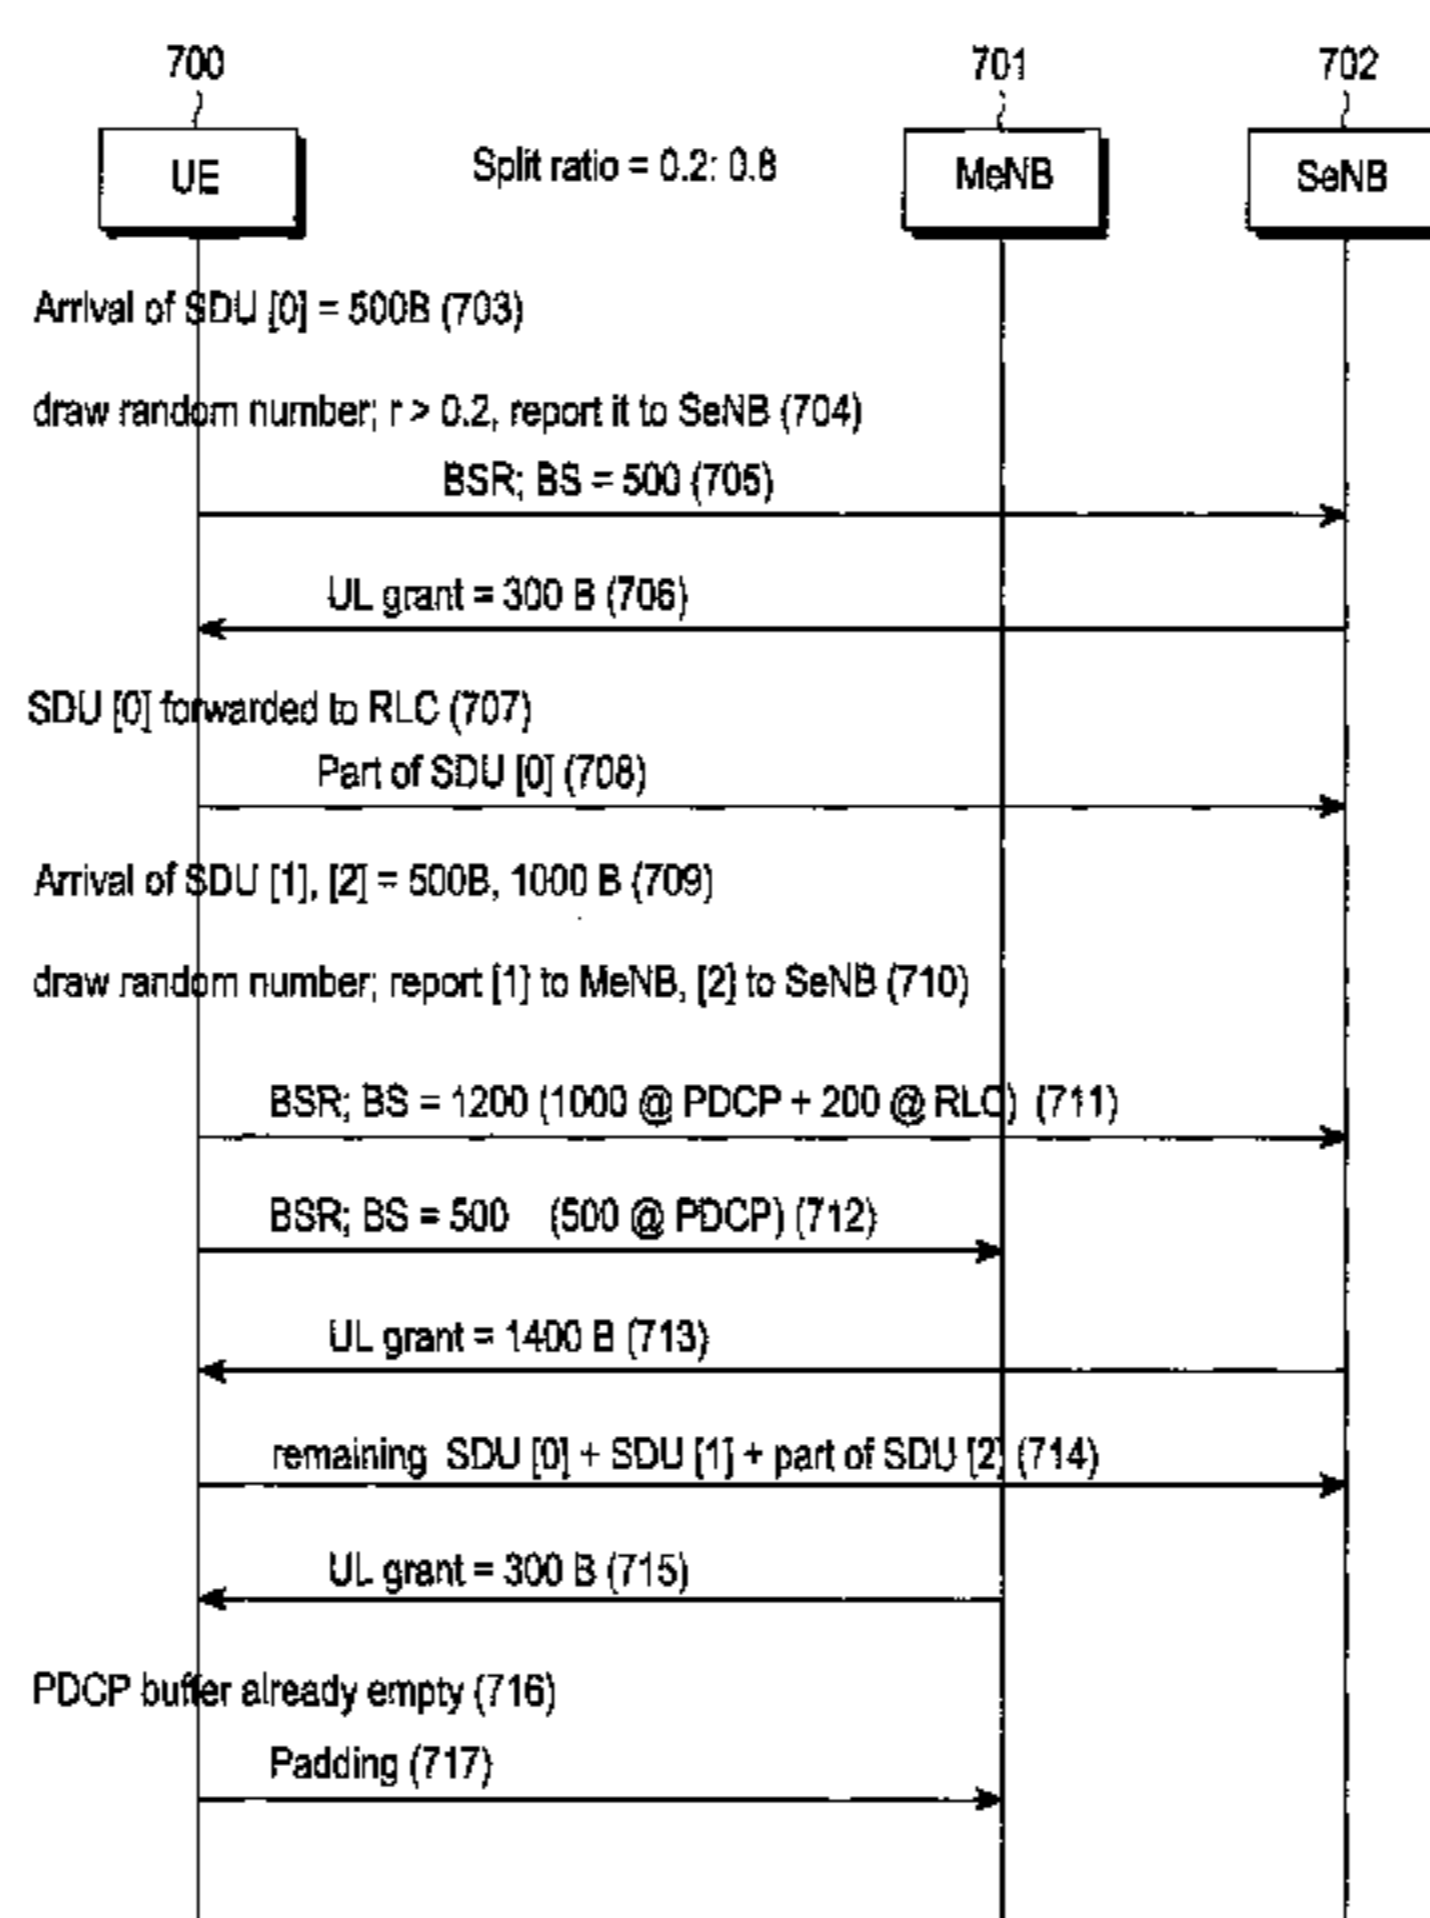 700
701
702
UE
Split ratio = 0.2: 0.8
MeNB
SeNB
Arrival of SDU [0] = 500B (703)
draw random number; r > 0.2, report it to SeNB (704)
BSR; BS = 500 (705)
UL grant = 300 B (706)
SDU [0] forwarded to RLC (707)
Part of SDU [0] (708)
Arrival of SDU [1], [2] = 500B, 1000 B (709)
draw random number; report [1] to MeNB, [2] to SeNB (710)
BSR; BS = 1200 (1000 @ PDCP + 200 @ RLC) (711)
BSR; BS = 500 (500 @ PDCP) (712)
UL grant = 1400 B (713)
remaining SDU [0] + SDU [1] + part of SDU [2] (714)
UL grant = 300 B (715)
PDCP buffer already empty (716)
Padding (717)